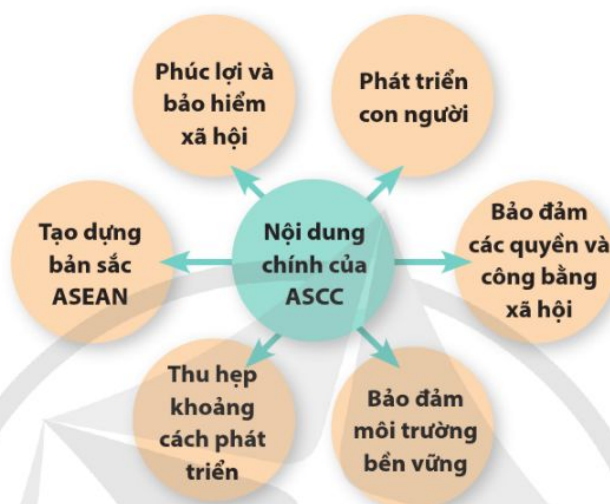 Phúc lợi và
bảo hiểm
xã hội
Phát triển
con người
Tạo dựng
bản sắc
ASEAN
Nội dung
chính của
ASCC
Bảo đảm
các quyền và
công bằng
xã hội
Thu hẹp
khoảng
cách phát
triển
Bảo đảm
môi trường
bền vững